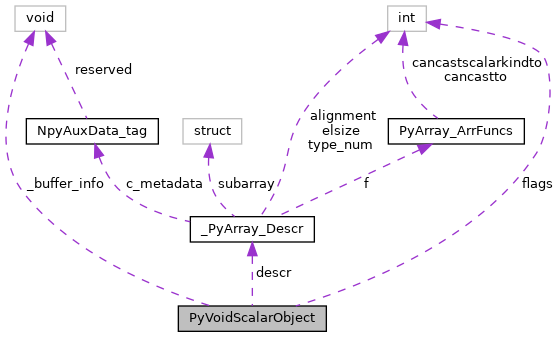 void
int
cancastscalarkindto
cancastto
reserved
alignment
elsize
type_num
NpyAuxData_tag
struct
PyArray_ArrFuncs
_buffer_info
c_metadata
subarray
f
flags
_PyArray_Descr
descr
PyVoidScalarObject